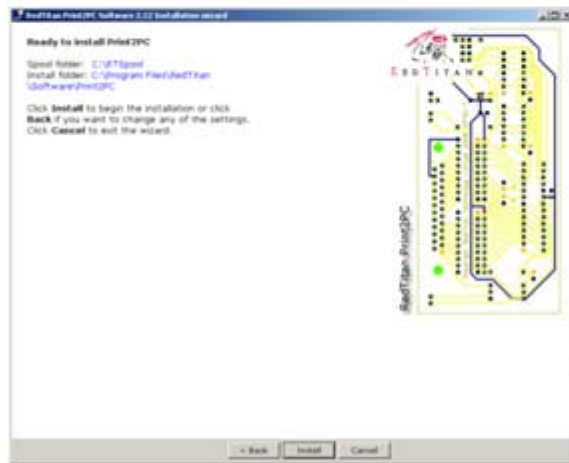 RedTitan Print2PC Software 2.12 Installation wizard
Ready to install Print2PC
Spool folder: C:\RTSpool
Install folder: C:\Program Files\RedTitan
\Software\Print2PC
Click Install to begin the installation or click
Back if you want to change any of the settings.
Click Cancel to exit the wizard.
REDTITAN
RedTitan Print2PC
< Back
Install
Cancel